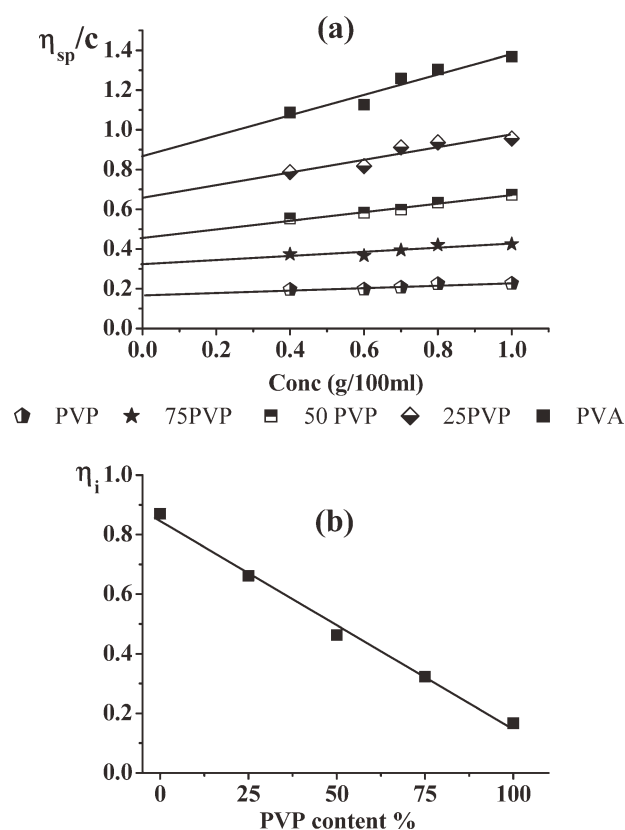 (a)
η_sp/c
1.4
1.2
1.0
0.8
0.6
0.4
0.2
0.0
0.0 0.2 0.4 0.6 0.8 1.0
Conc (g/100ml)
PVP 75PVP 50 PVP 25PVP PVA
η_i
1.0
(b)
0.8
0.6
0.4
0.2
0.0
0 25 50 75 100
PVP content %